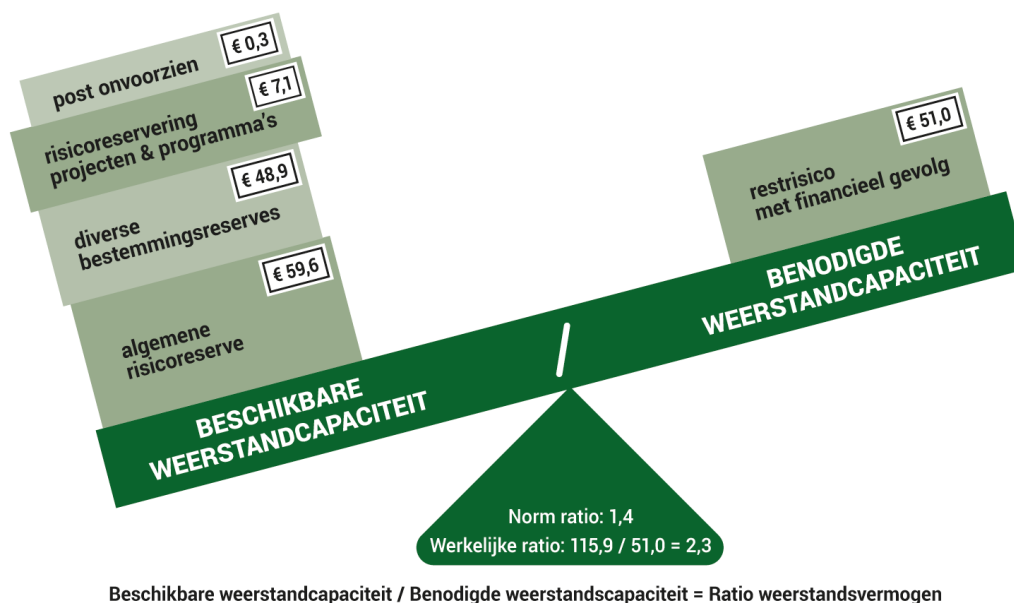 € 0,3
post onvoorzien
€ 7,1
risicoreservering
projecten & programma's
€ 48,9
diverse
bestemmingsreserves
€ 59,6
algemene
risicoreserve
BESCHIKBARE
WEERSTANDCAPACITEIT
/
€ 51,0
restrisico
met financieel gevolg
BENODIGDE
WEERSTANDCAPACITEIT
Norm ratio: 1,4
Werkelijke ratio: 115,9 / 51,0 = 2,3
Beschikbare weerstandcapaciteit / Benodigde weerstandscapaciteit = Ratio weerstandsvermogen